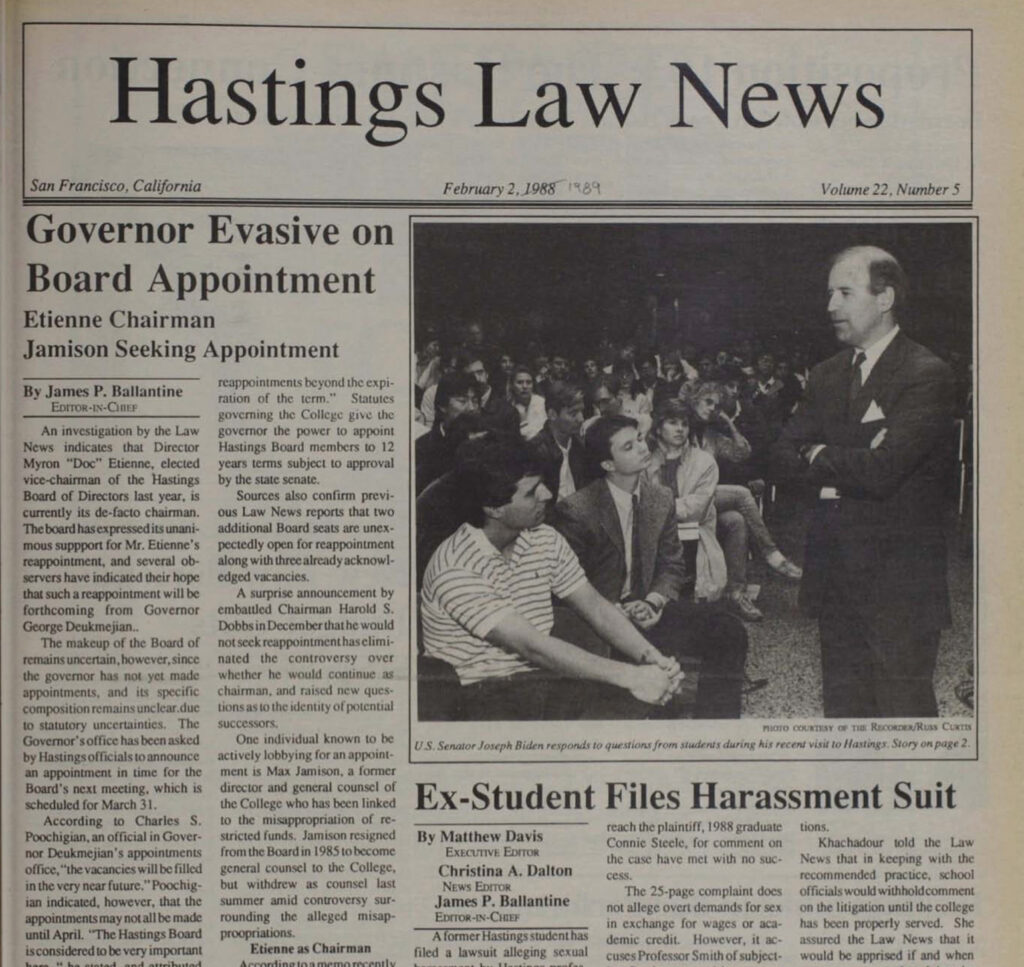 Hastings Law News
San Francisco, California
February 2, 1988 1989
Volume 22, Number 5
Governor Evasive on
Board Appointment
Etienne Chairman
Jamison Seeking Appointment
By James P. Ballantine
Editor-in-Chief
An investigation by the Law
News indicates that Director
Myron "Doc" Etienne, elected
vice-chairman of the Hastings
Board of Directors last year, is
currently its de-facto chairman.
The board has expressed its unani-
mous suppport for Mr. Etienne's
reappointment, and several ob-
servers have indicated their hope
that such a reappointment will be
forthcoming from Governor
George Deukmejian..
The makeup of the Board of
remains uncertain, however, since
the governor has not yet made
appointments, and its specific
composition remains unclear.due
to statutory uncertainties. The
Governor's office has been asked
by Hastings officials to announce
an appointment in time for the
Board's next meeting, which is
scheduled for March 31.
According to Charles S.
Poochigian, an official in Gover-
nor Deukmejian's appointments
office, "the vacancies will be filled
in the very near future." Poochig-
ian indicated, however, that the
appointments may not all be made
until April. "The Hastings Board
is considered to be very important
reappointments beyond the expi-
ration of the term." Statutes
governing the College give the
governor the power to appoint
Hastings Board members to 12
years terms subject to approval
by the state senate.
Sources also confirm previ-
ous Law News reports that two
additional Board seats are unex-
pectedly open for reappointment
along with three already acknowl-
edged vacancies.
A surprise announcement by
embattled Chairman Harold S.
Dobbs in December that he would
not seek reappointment has elimi-
nated the controversy over
whether he would continue as
chairman, and raised new ques-
tions as to the identity of potential
successors.
One individual known to be
actively lobbying for an appoint-
ment is Max Jamison, a former
director and general counsel of
the College who has been linked
to the misappropriation of re-
stricted funds. Jamison resigned
from the Board in 1985 to become
general counsel to the College,
but withdrew as counsel last
summer amid controversy sur-
rounding the alleged misap-
proopriations.
Etienne as Chairman
According to a memo recently
PHOTO COURTESY OF THE RECORDER/RUSS CURTIS
U.S. Senator Joseph Biden responds to questions from students during his recent visit to Hastings. Story on page 2.
Ex-Student Files Harassment Suit
By Matthew Davis
Executive Editor
Christina A. Dalton
News Editor
James P. Ballantine
Editor-in-Chief
A former Hastings student has
filed a lawsuit alleging sexual
reach the plaintiff, 1988 graduate
Connie Steele, for comment on
the case have met with no suc-
cess.
The 25-page complaint does
not allege overt demands for sex
in exchange for wages or aca-
demic credit. However, it ac-
cuses Professor Smith of subject-
tions.
Khachadour told the Law
News that in keeping with the
recommended practice, school
officials would withhold comment
on the litigation until the college
has been properly served. She
assured the Law News that it
would be apprised if and when